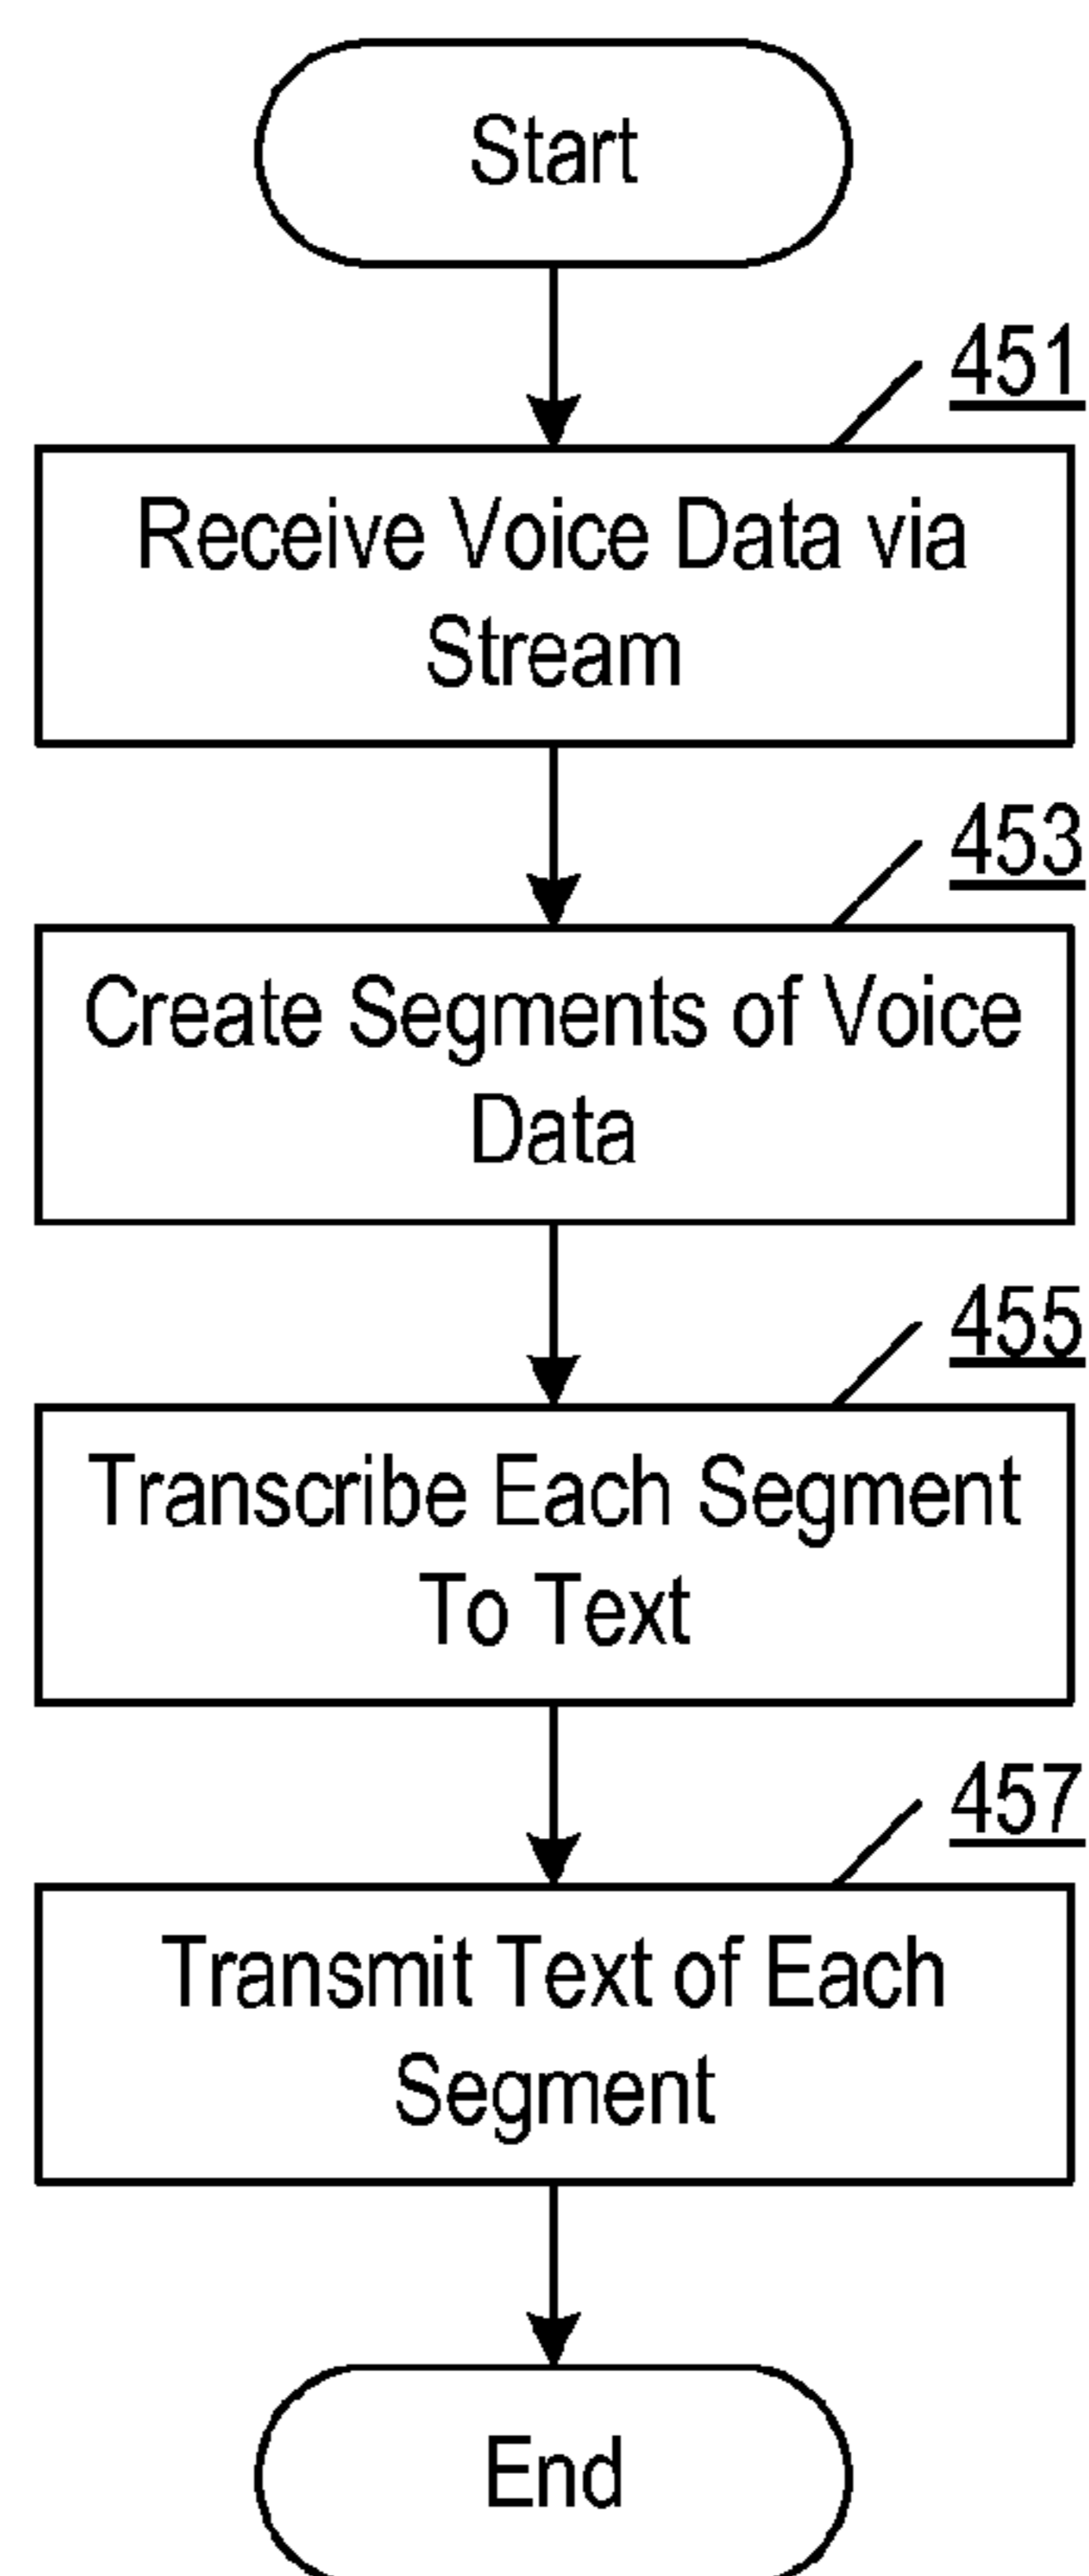 Start
451
Receive Voice Data via
Stream
453
Create Segments of Voice
Data
455
Transcribe Each Segment
To Text
457
Transmit Text of Each
Segment
End